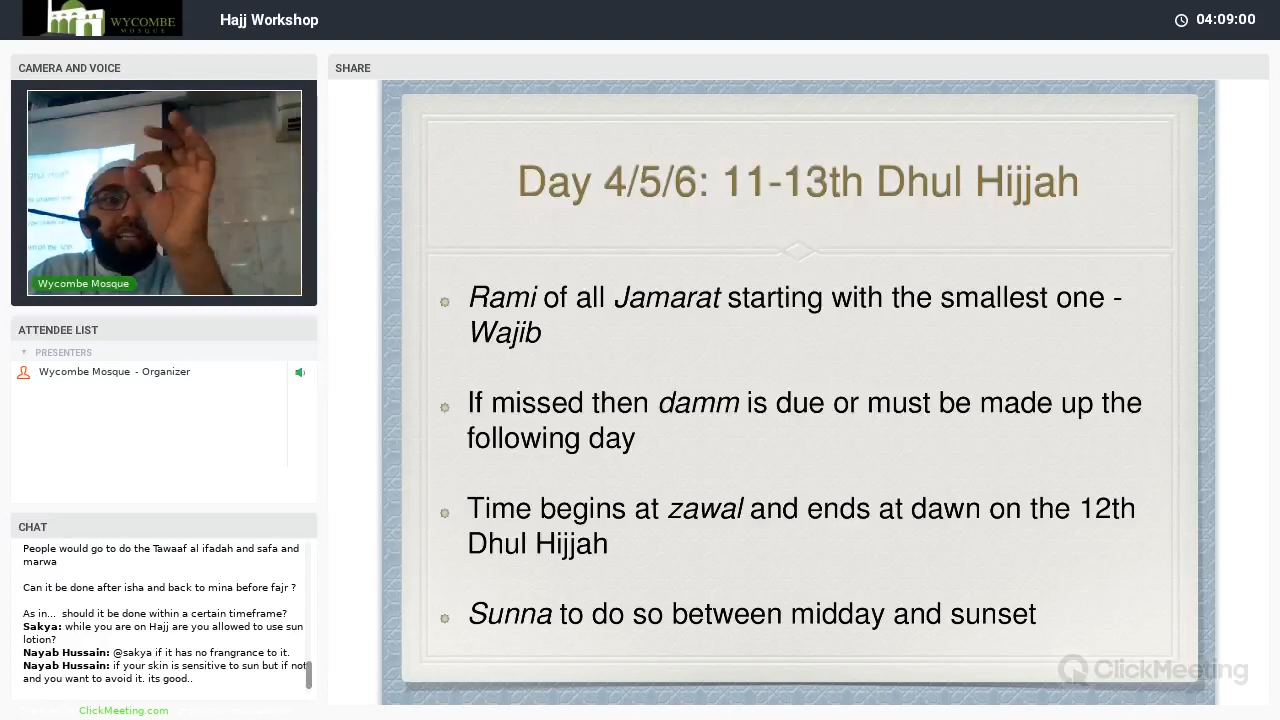 WYCOMBE
MOSQUE
Hajj Workshop
04:09:00
CAMERA AND VOICE
Wycombe Mosque
ATTENDEE LIST
PRESENTERS
Wycombe Mosque - Organizer
CHAT
People would go to do the Tawaaf al ifadah and safa and
marwa
Can it be done after isha and back to mina before fajr ?
As in... should it be done within a certain timeframe?
Sakya: while you are on Hajj are you allowed to use sun
lotion?
Nayab Hussain: @sakya if it has no frangrance to it.
Nayab Hussain: if your skin is sensitive to sun but if not
and you want to avoid it. its good..
ClickMeeting.com
SHARE
Day 4/5/6: 11-13th Dhul Hijjah
Rami of all Jamarat starting with the smallest one -
Wajib
If missed then damm is due or must be made up the
following day
Time begins at zawal and ends at dawn on the 12th
Dhul Hijjah
Sunna to do so between midday and sunset
ClickMeeting